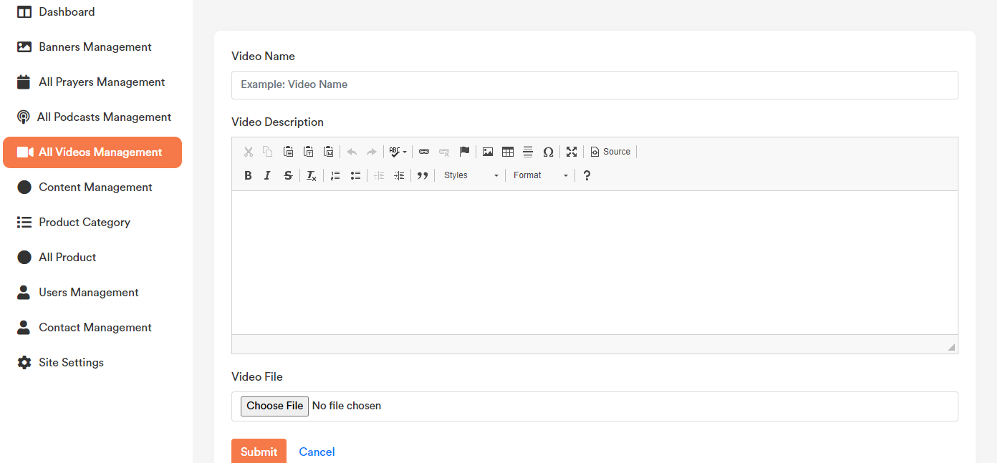 Dashboard
Banners Management
All Prayers Management
All Podcasts Management
All Videos Management
Content Management
Product Category
All Product
Users Management
Contact Management
Site Settings
Video Name
Example: Video Name
Video Description
ABC
Source
B I S Tx
Styles
Format
?
Video File
Choose File No file chosen
Submit
Cancel